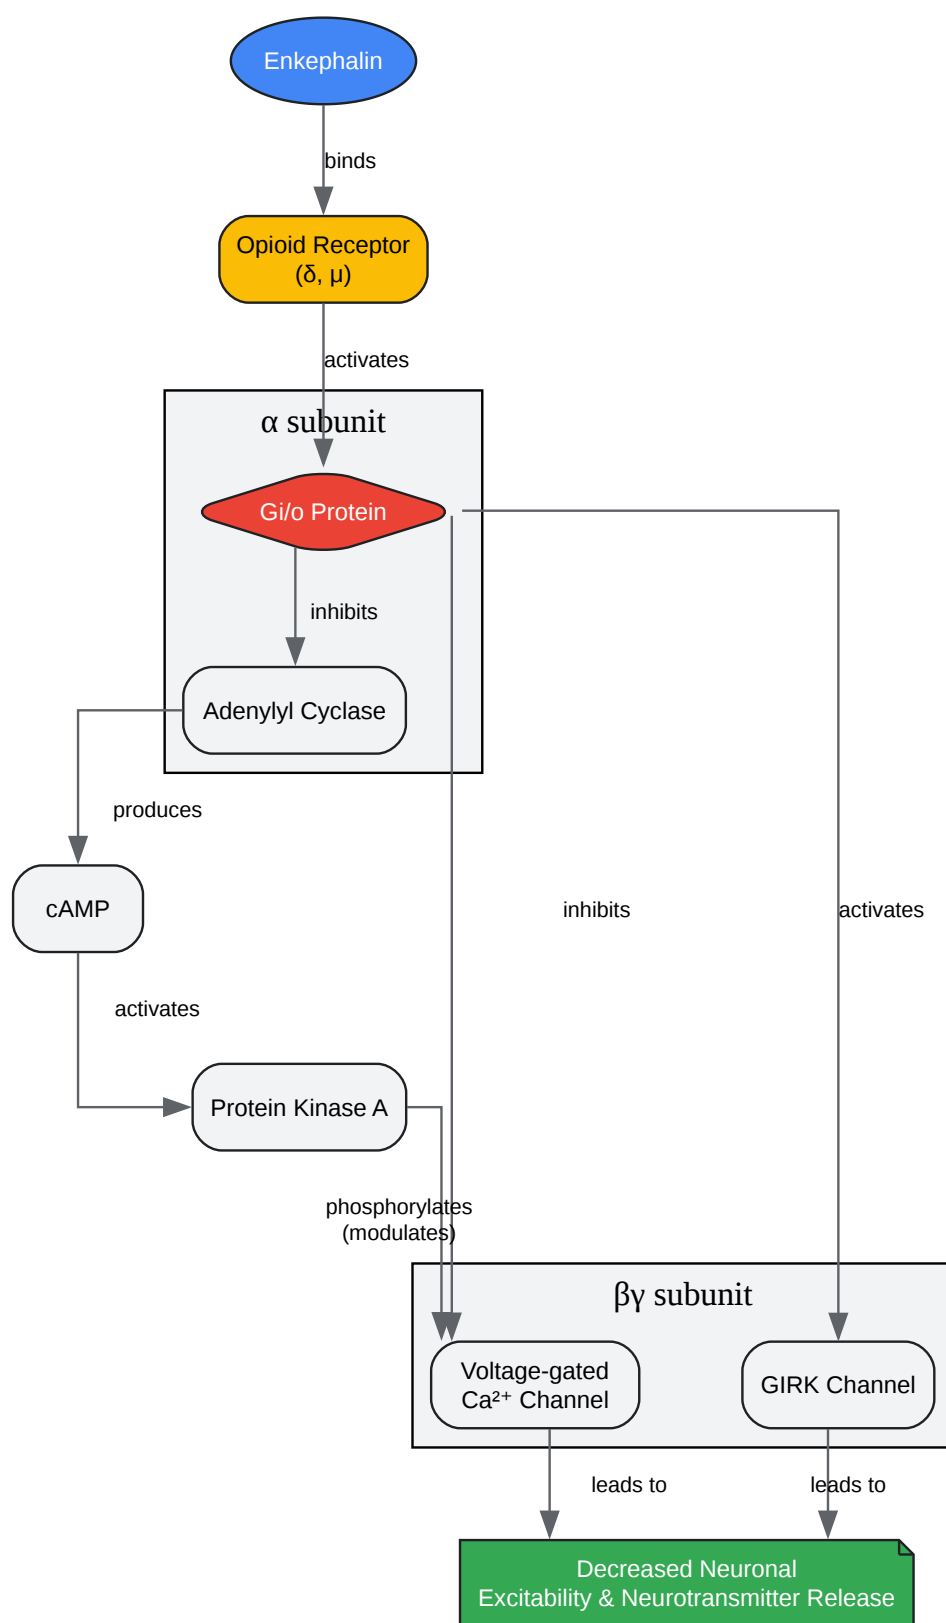 Enkephalin
binds
Opioid Receptor
(δ, μ)
activates
α subunit
Gi/o Protein
inhibits
Adenylyl Cyclase
produces
cAMP
inhibits
activates
activates
Protein Kinase A
phosphorylates
(modulates)
βγ subunit
Voltage-gated
Ca²⁺ Channel
GIRK Channel
leads to
leads to
Decreased Neuronal
Excitability & Neurotransmitter Release